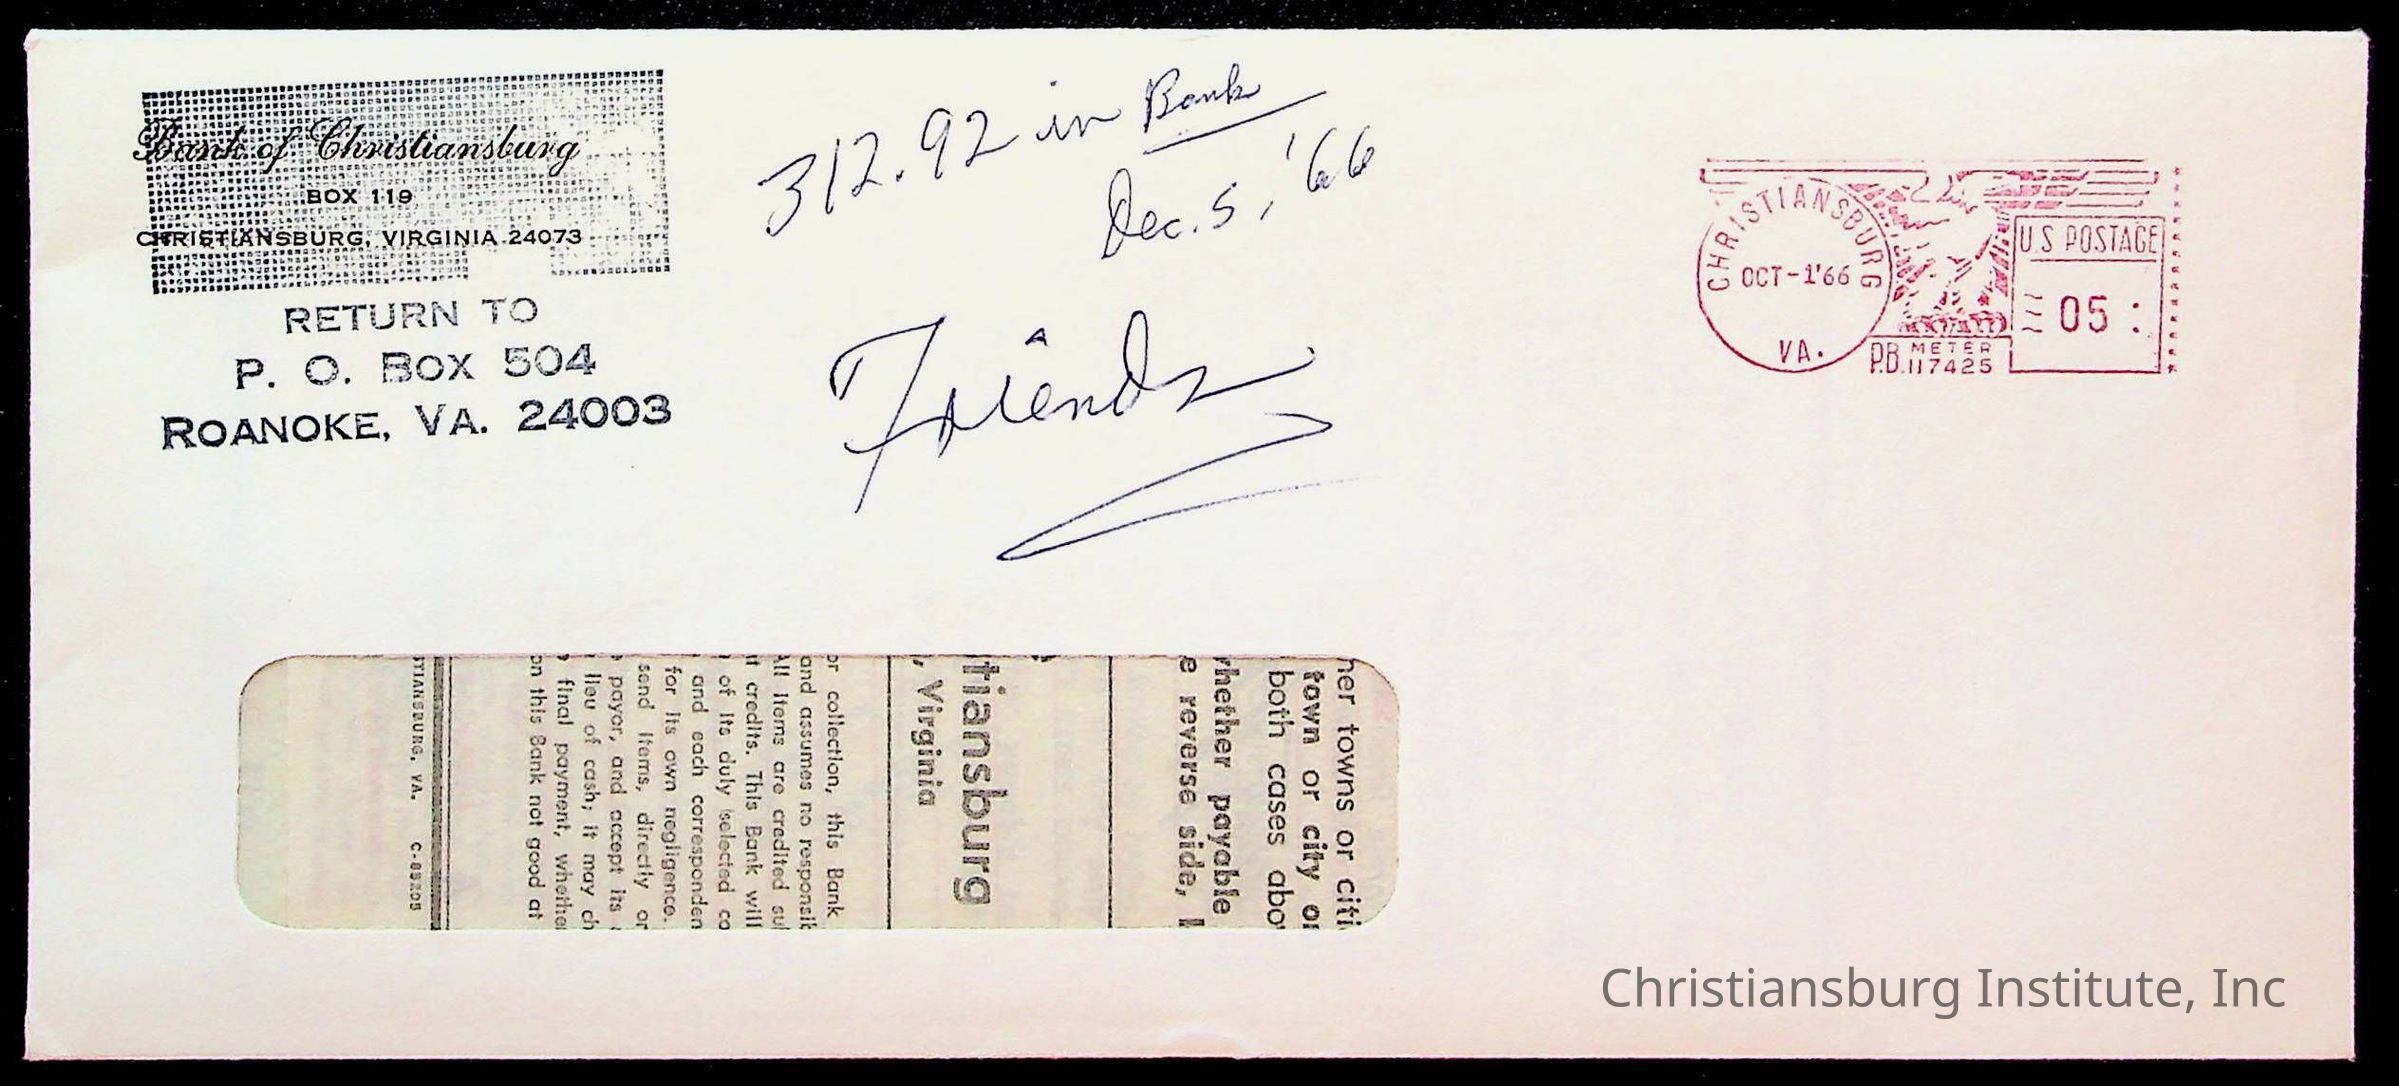 Bank of Christiansburg
BOX 119
CHRISTIANSBURG, VIRGINIA 24073
RETURN TO
P. O. BOX 504
ROANOKE, VA. 24003
312.92 in Bank
Dec. 5, '66
Friends
CHRISTIANSBURG
OCT-1'66
VA.
U.S POSTAGE
05
P.B. METER
117425
her towns or citi
town or city or
both cases abo
whether payable
e reverse side,
tiansburg
, Virginia
or collection, this Bank
and assumes no responsib
All items are credited su
t credits. This Bank will
of its duly selected co
and each corresponden
for its own negligence.
send items, directly or
payor, and accept its
lieu of cash; it may ch
final payment, whethe
on this Bank not good at
STIANSBURG, VA.
Christiansburg Institute, Inc